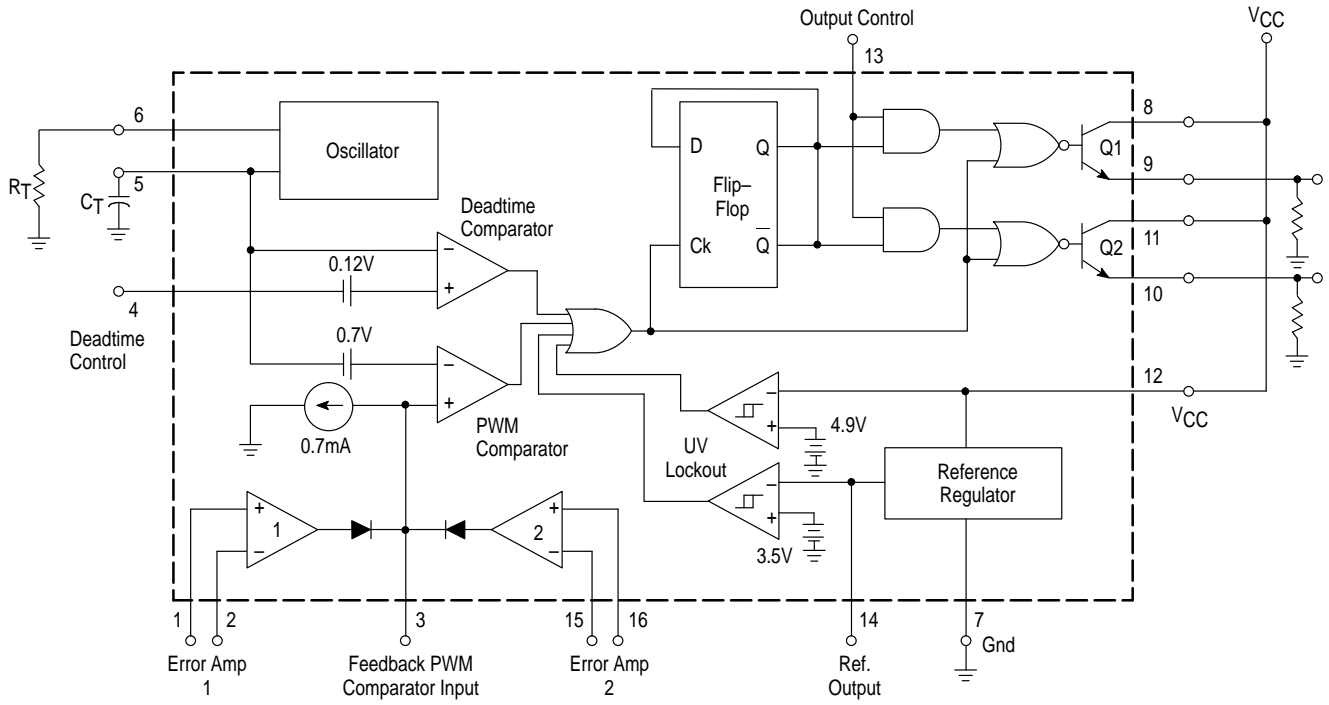 Output Control
VCC
13
6
8
Oscillator
D
Q
Q1
5
Flip–
Flop
9
RT
CT
Deadtime
Comparator
11
Ck
Q
Q2
0.12V
–
+
4
10
Deadtime
Control
0.7V
–
+
12
VCC
0.7mA
PWM
Comparator
–
+
4.9V
UV
Lockout
Reference
Regulator
–
+
3.5V
+
1
–
+
2
–
1
2
3
15
16
14
7
Gnd
Error Amp
1
Feedback PWM
Comparator Input
Error Amp
2
Ref.
Output